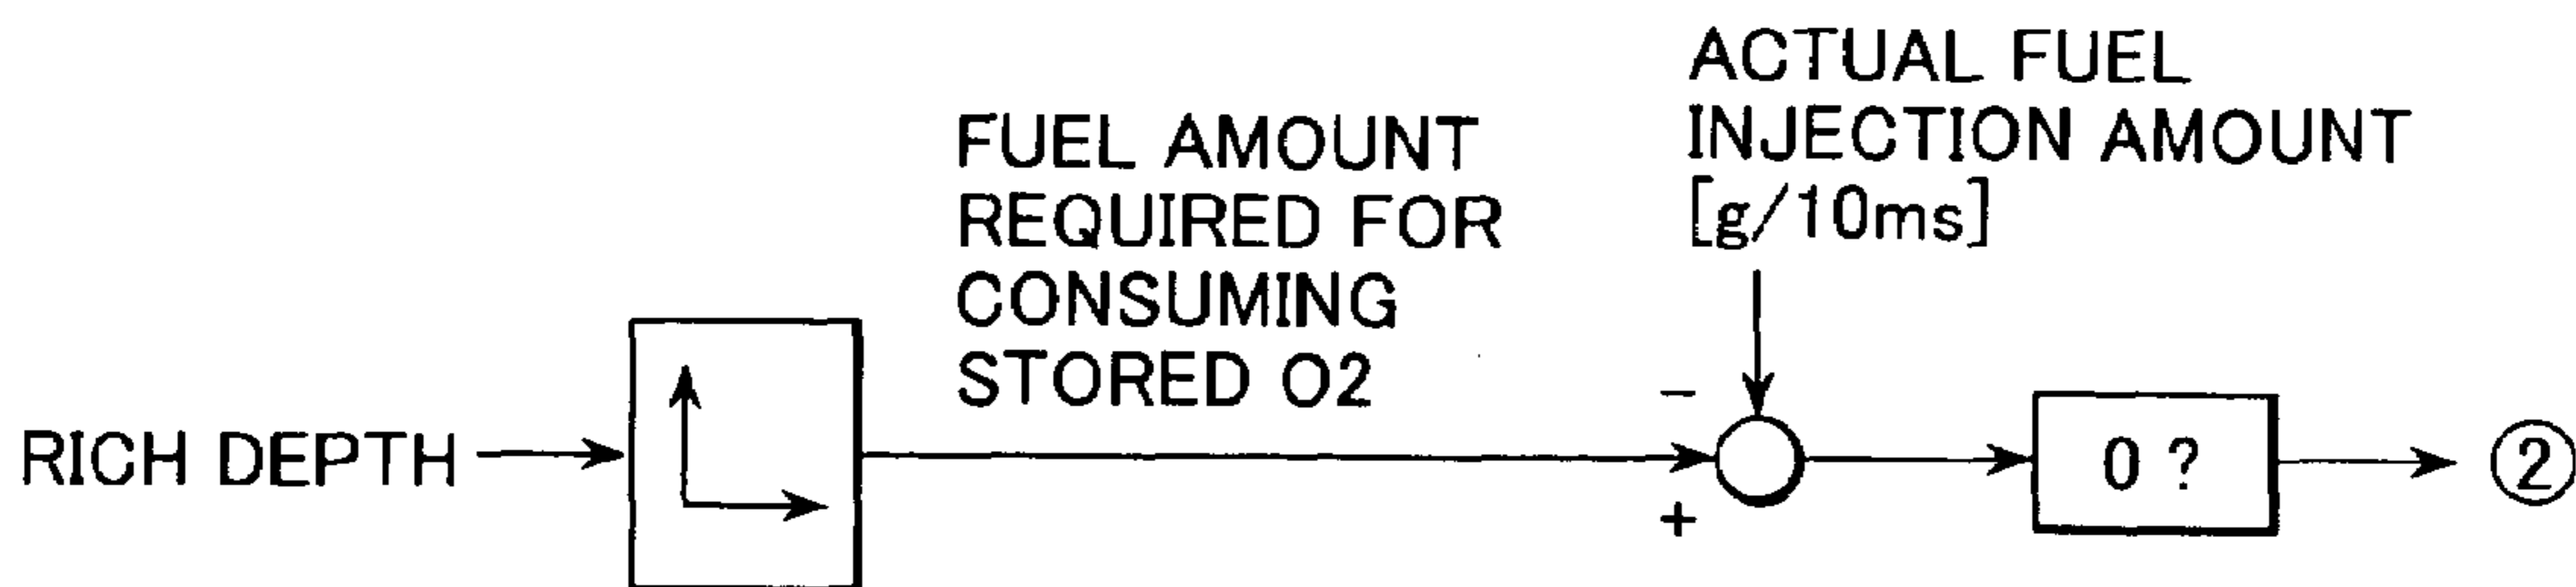 RICH DEPTH
FUEL AMOUNT
REQUIRED FOR
CONSUMING
STORED O2
ACTUAL FUEL
INJECTION AMOUNT
[g/10ms]
−
+
0 ?
②